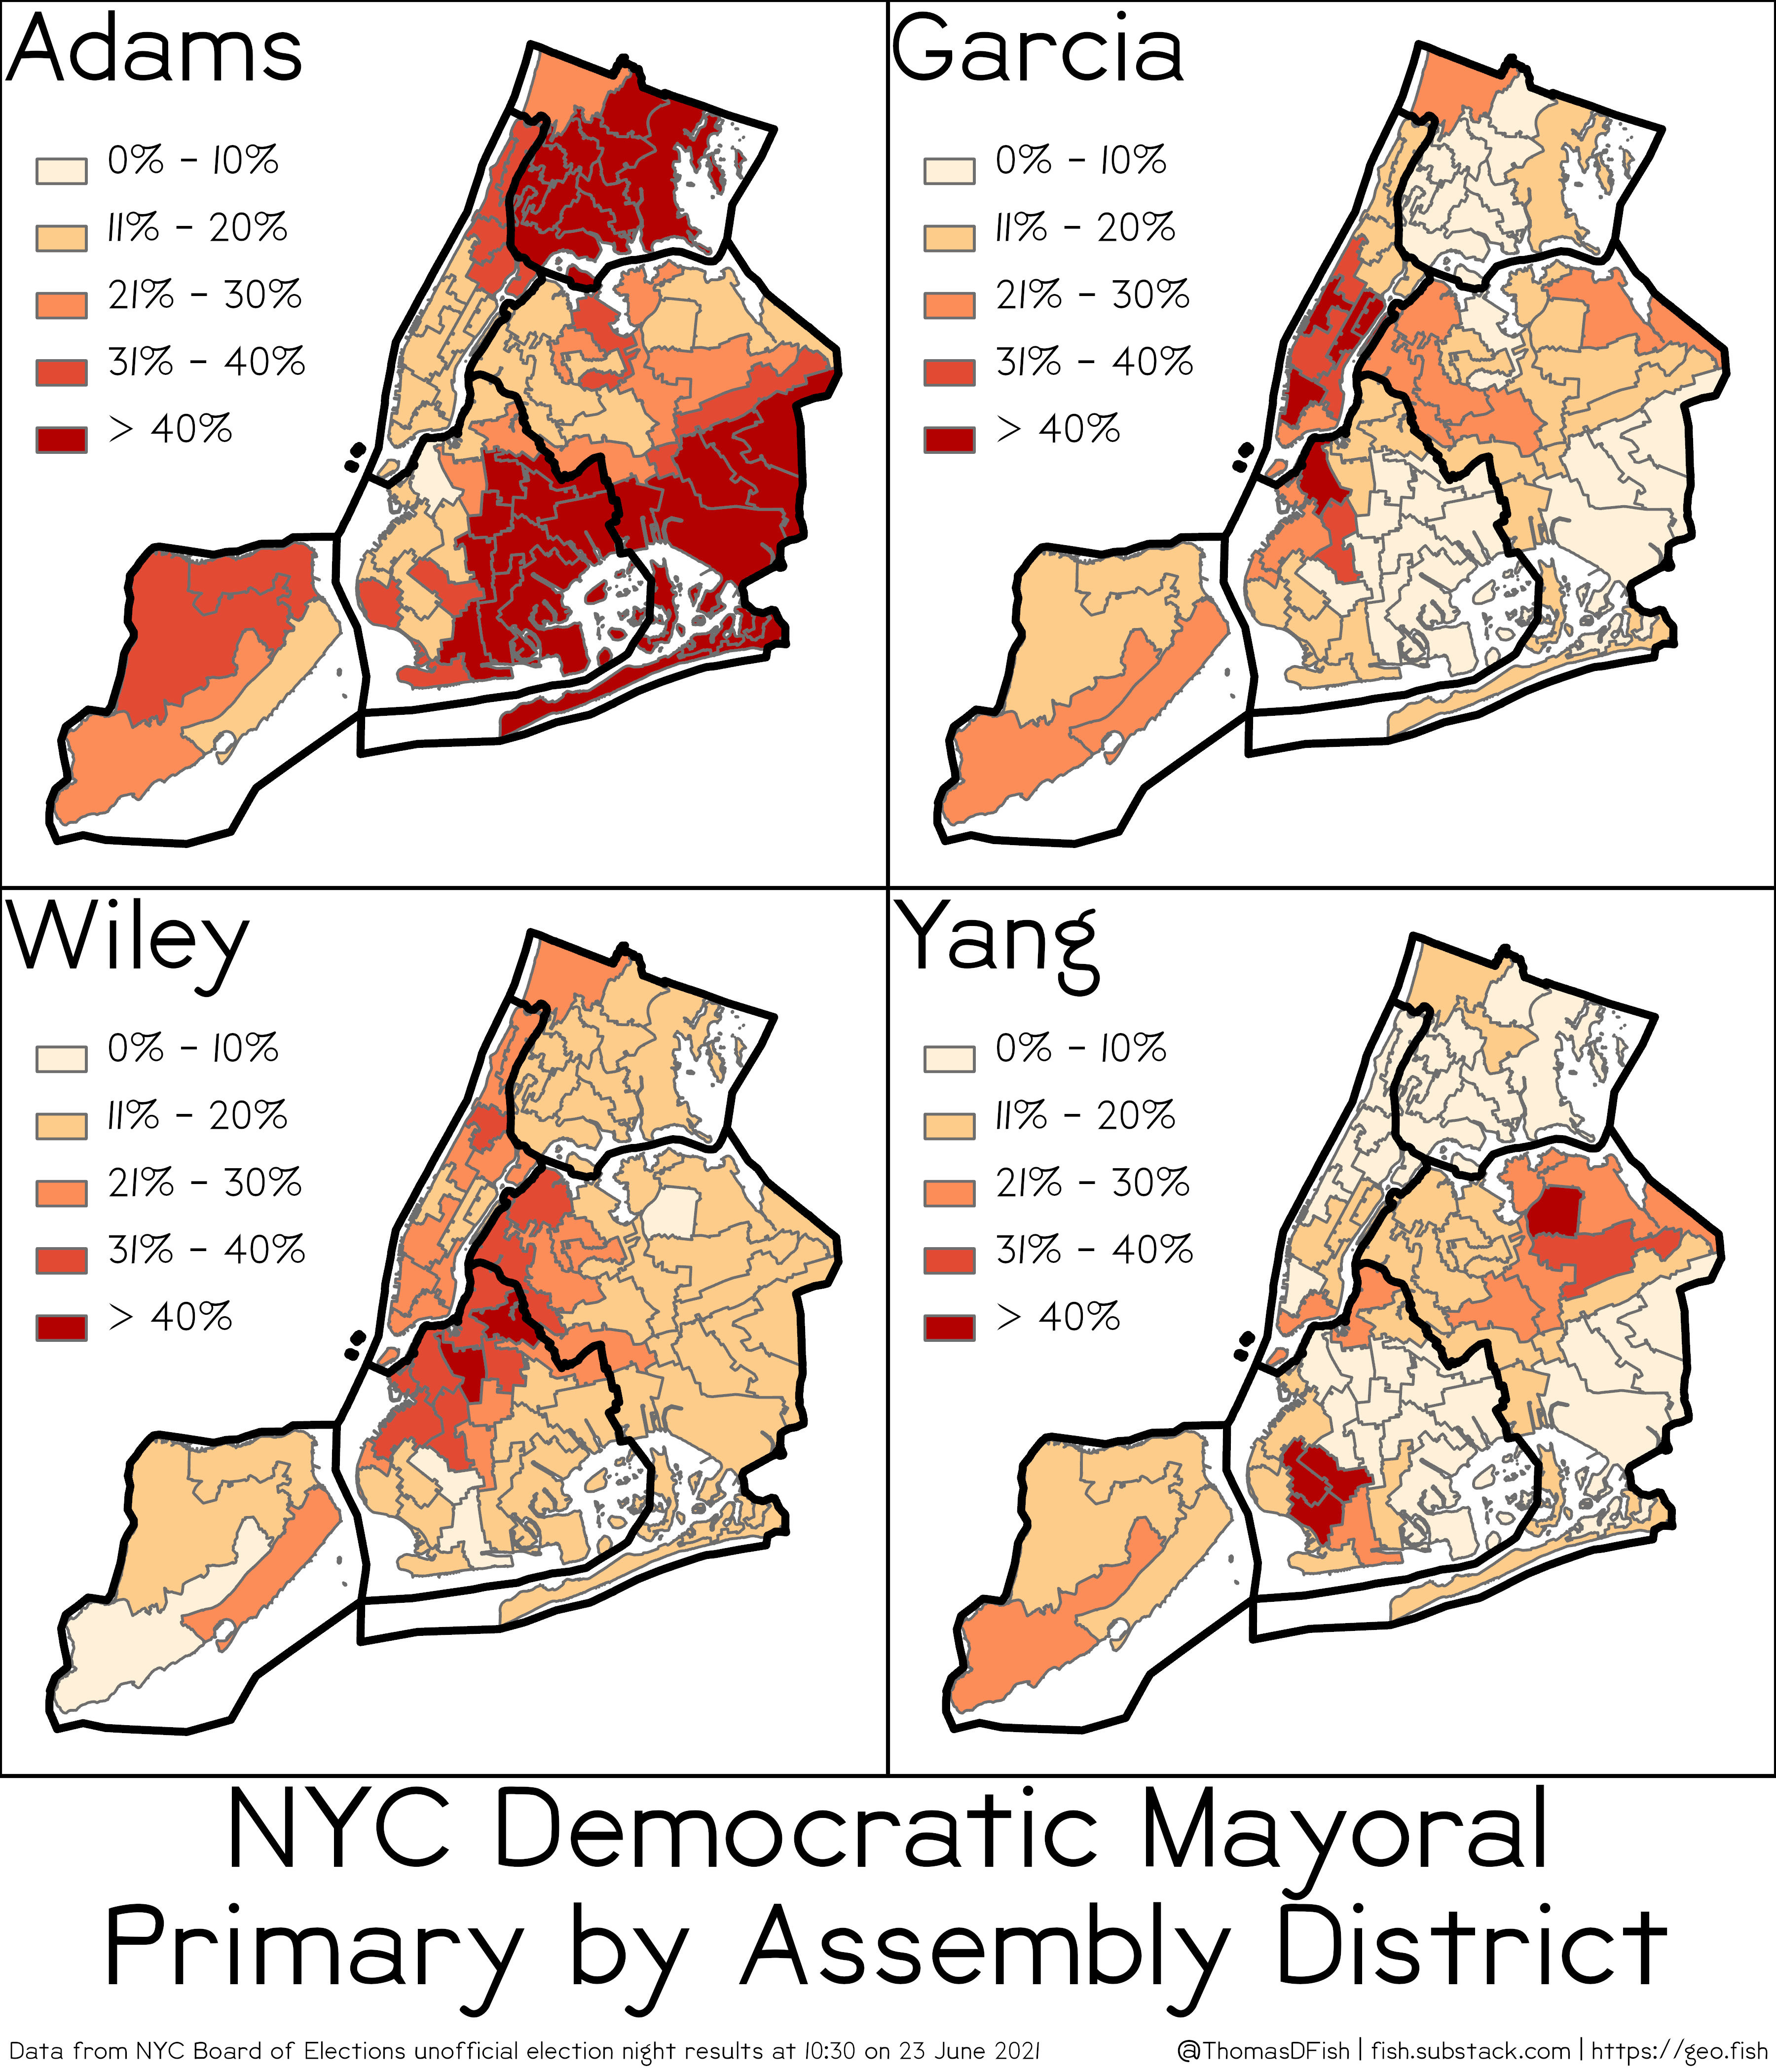 Adams
0% - 10%
11% - 20%
21% - 30%
31% - 40%
> 40%
Garcia
0% - 10%
11% - 20%
21% - 30%
31% - 40%
> 40%
Wiley
0% - 10%
11% - 20%
21% - 30%
31% - 40%
> 40%
Yang
0% - 10%
11% - 20%
21% - 30%
31% - 40%
> 40%
NYC Democratic Mayoral
Primary by Assembly District
Data from NYC Board of Elections unofficial election night results at 10:30 on 23 June 2021
@ThomasDFish | fish.substack.com | https://geo.fish